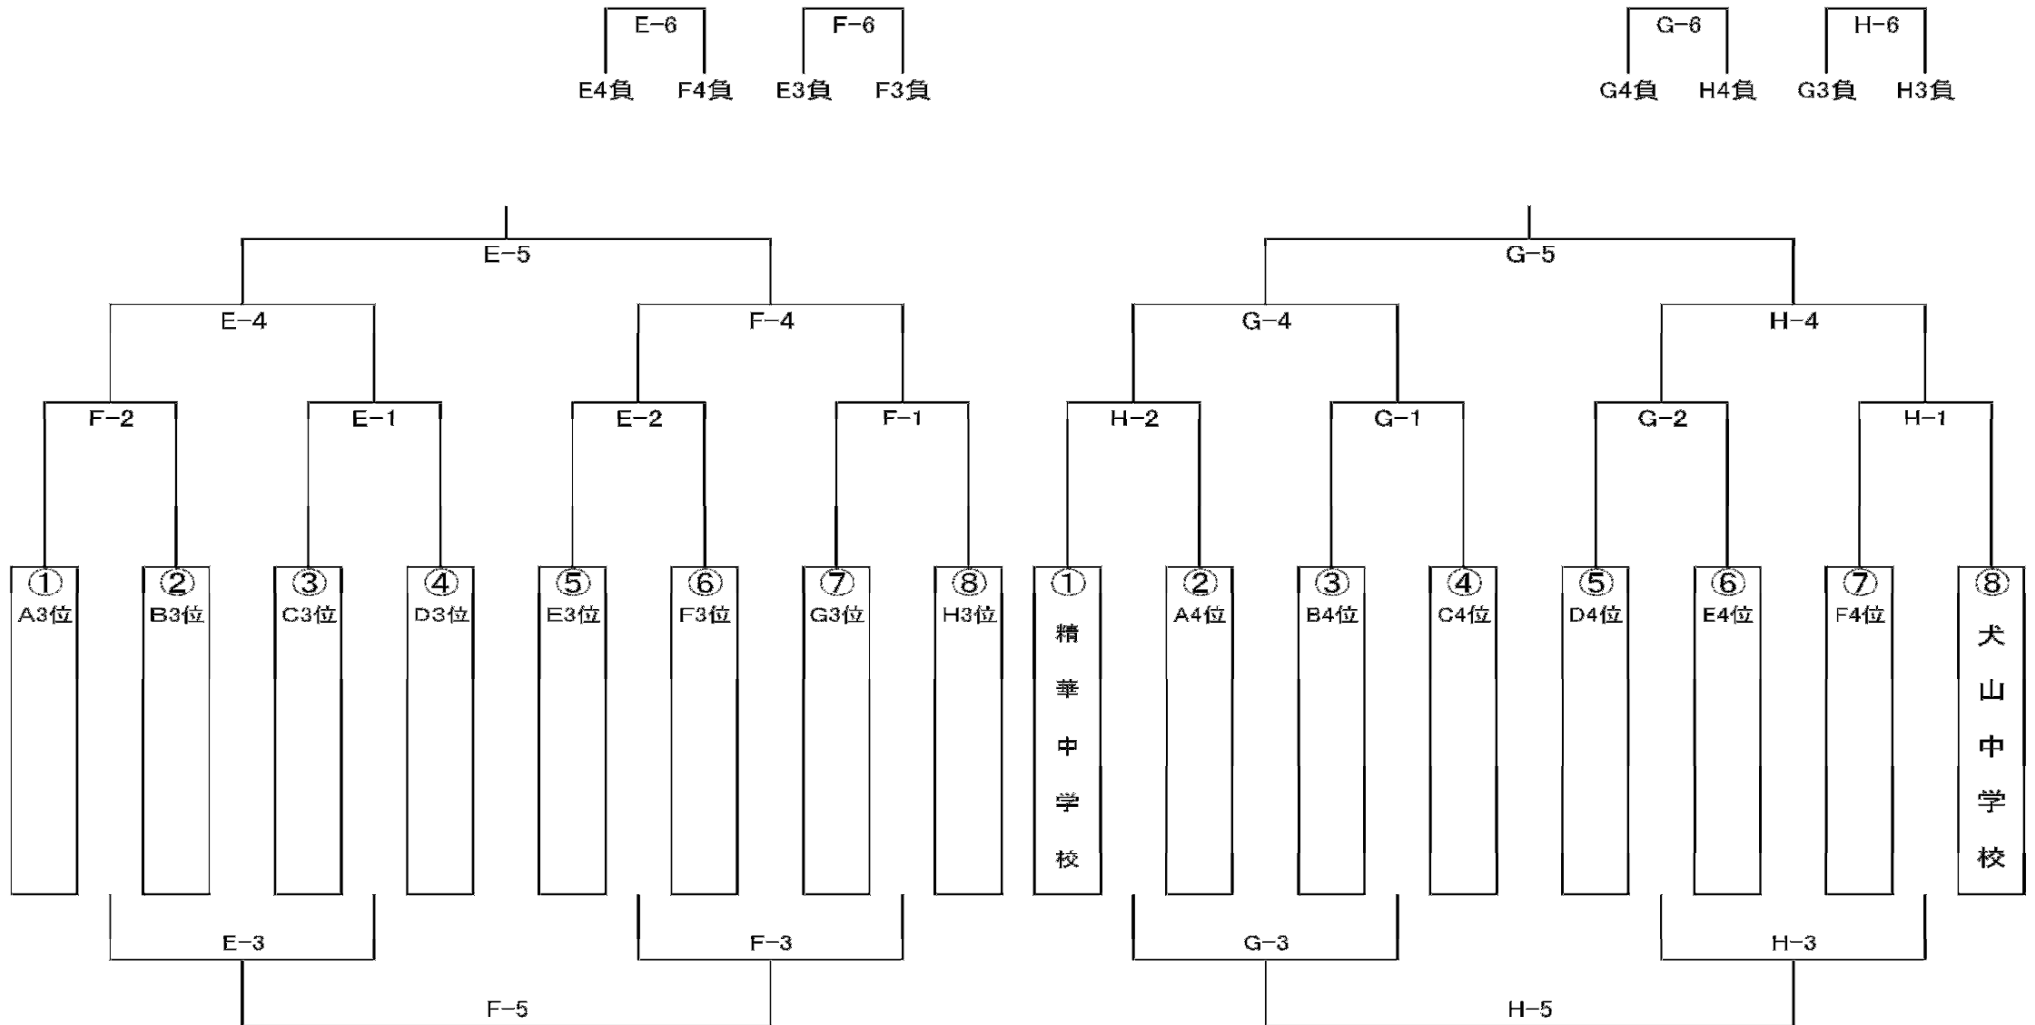 E-6 F-6 G-6 H-6
E4負 F4負 E3負 F3負 G4負 H4負 G3負 H3負
E-5 G-5
E-4 F-4 G-4 H-4
F-2 E-1 E-2 F-1 H-2 G-1 G-2 H-1
① ② ③ ④ ⑤ ⑥ ⑦ ⑧ ① ② ③ ④ ⑤ ⑥ ⑦ ⑧
A3位 B3位 C3位 D3位 E3位 F3位 G3位 H3位 A4位 B4位 C4位 D4位 E4位 F4位
精華中学校
犬山中学校
E-3 F-3 G-3 H-3
F-5 H-5